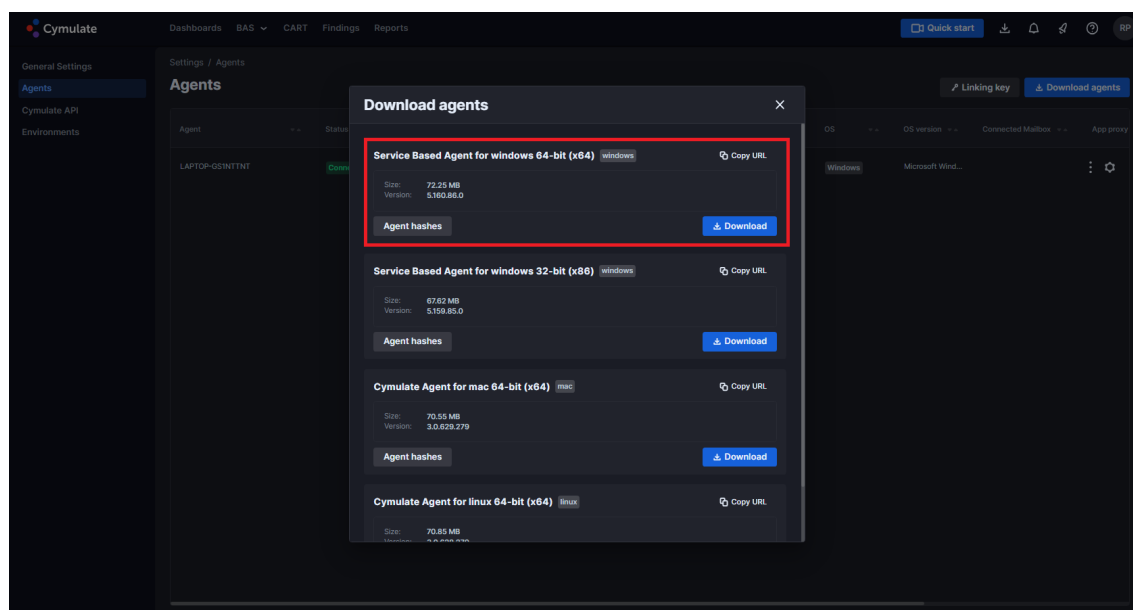 Cymulate
Dashboards BAS CART Findings Reports
Quick start
RP
General Settings
Agents
Cymulate API
Environments
Settings / Agents
Agents
Linking key
Download agents
Agent
Status
OS
OS version
Connected Mailbox
App proxy
LAPTOP-GS1NTTNT
Conne
Windows
Microsoft Wind...
Download agents
Service Based Agent for windows 64-bit (x64) windows
Copy URL
Size: 72.25 MB
Version: 5.160.86.0
Agent hashes
Download
Service Based Agent for windows 32-bit (x86) windows
Copy URL
Size: 67.62 MB
Version: 5.159.85.0
Agent hashes
Download
Cymulate Agent for mac 64-bit (x64) mac
Copy URL
Size: 70.55 MB
Version: 3.0.629.279
Agent hashes
Download
Cymulate Agent for linux 64-bit (x64) linux
Copy URL
Size: 70.85 MB